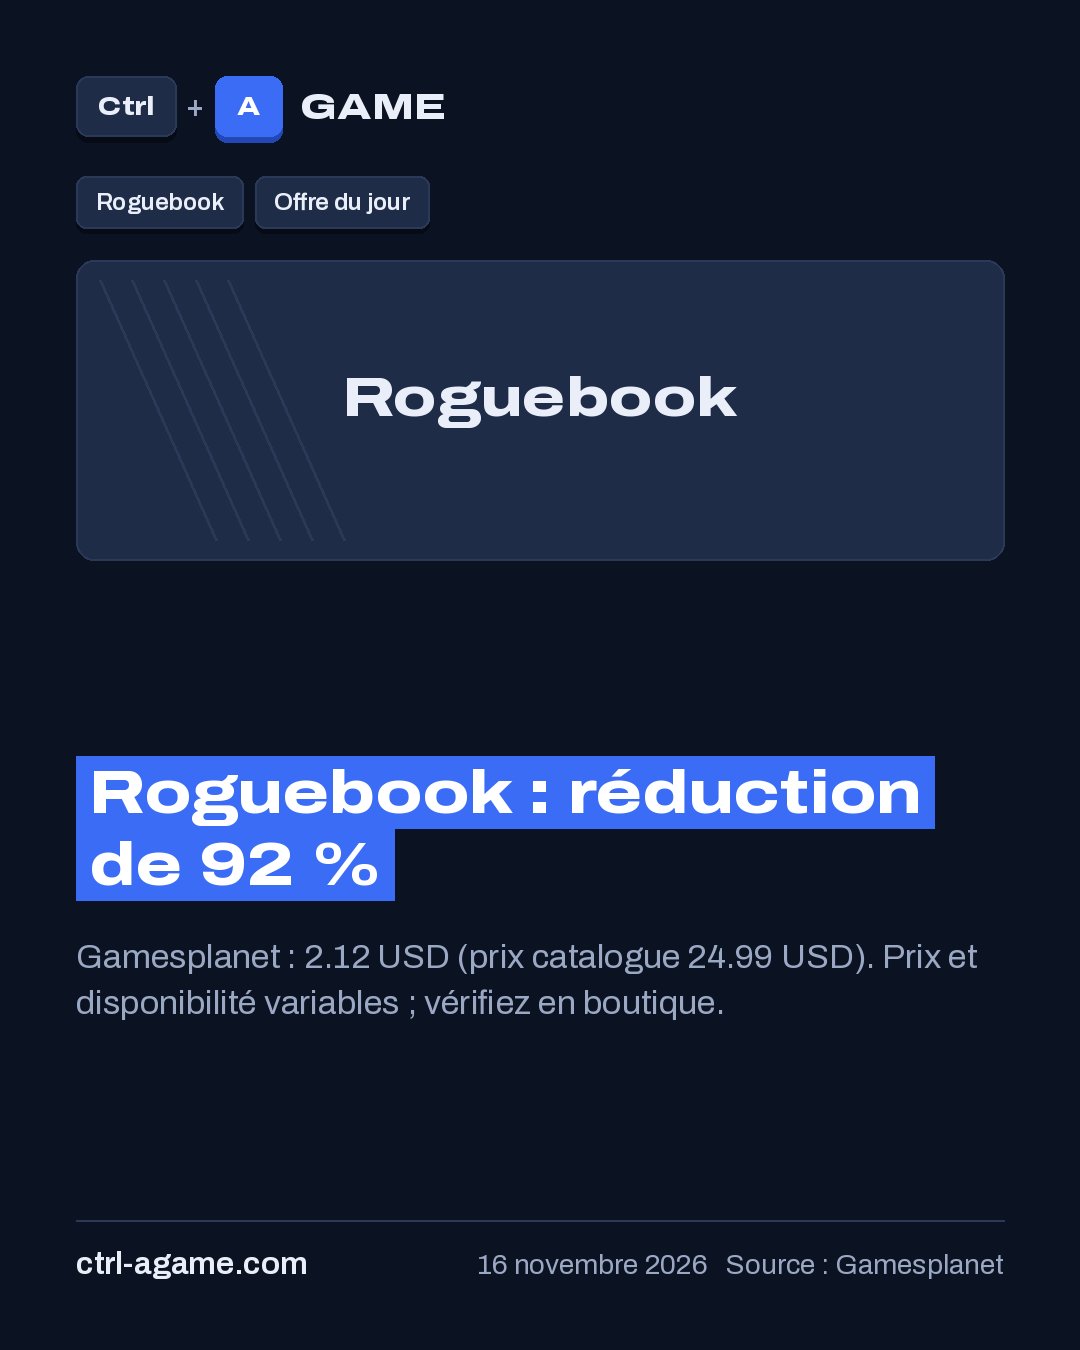 Ctrl + A GAME
Roguebook Offre du jour
Roguebook
Roguebook : réduction
de 92 %
Gamesplanet : 2.12 USD (prix catalogue 24.99 USD). Prix et
disponibilité variables ; vérifiez en boutique.
ctrl-agame.com 16 novembre 2026 Source : Gamesplanet